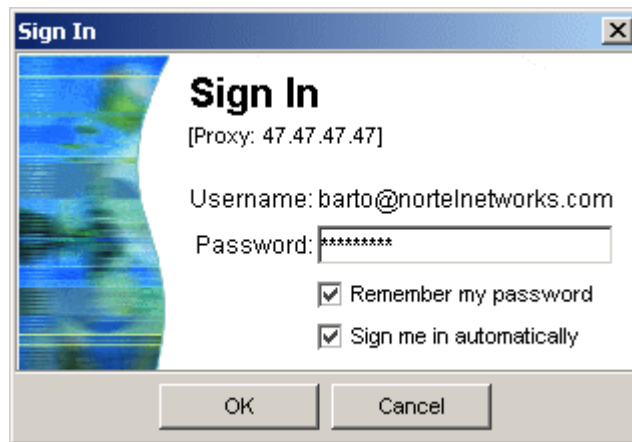 Sign In
Sign In
[Proxy: 47.47.47.47]
Username: barto@nortelnetworks.com
Password: *********
Remember my password
Sign me in automatically
OK Cancel